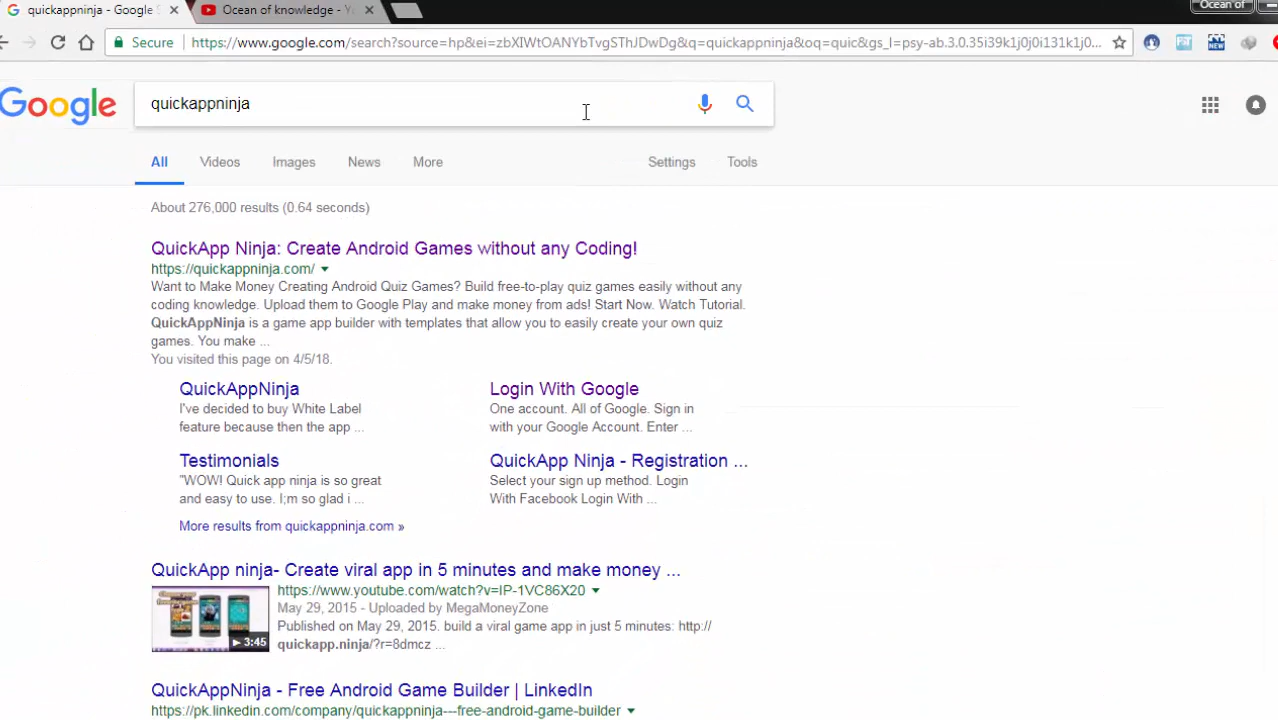 quickappninja - Google S
Ocean of knowledge - Y
Ocean of
Secure
https://www.google.com/search?source=hp&ei=zbXIWtOANYbTvgSThJDwDg&q=quickappninja&oq=quic&gs_l=psy-ab.3.0.35i39k1j0j0i131k1j0...
NEW
Google
quickappninja
All Videos Images News More Settings Tools
About 276,000 results (0.64 seconds)
QuickApp Ninja: Create Android Games without any Coding!
https://quickappninja.com/
Want to Make Money Creating Android Quiz Games? Build free-to-play quiz games easily without any
coding knowledge. Upload them to Google Play and make money from ads! Start Now. Watch Tutorial.
QuickAppNinja is a game app builder with templates that allow you to easily create your own quiz
games. You make ...
You visited this page on 4/5/18.
QuickAppNinja
I've decided to buy White Label
feature because then the app ...
Login With Google
One account. All of Google. Sign in
with your Google Account. Enter ...
Testimonials
"WOW! Quick app ninja is so great
and easy to use. I;m so glad i ...
QuickApp Ninja - Registration ...
Select your sign up method. Login
With Facebook Login With ...
More results from quickappninja.com »
QuickApp ninja- Create viral app in 5 minutes and make money ...
https://www.youtube.com/watch?v=IP-1VC86X20
May 29, 2015 - Uploaded by MegaMoneyZone
Published on May 29, 2015. build a viral game app in just 5 minutes: http://
quickapp.ninja/?r=8dmcz ...
3:45
QuickAppNinja - Free Android Game Builder | LinkedIn
https://pk.linkedin.com/company/quickappninja---free-android-game-builder